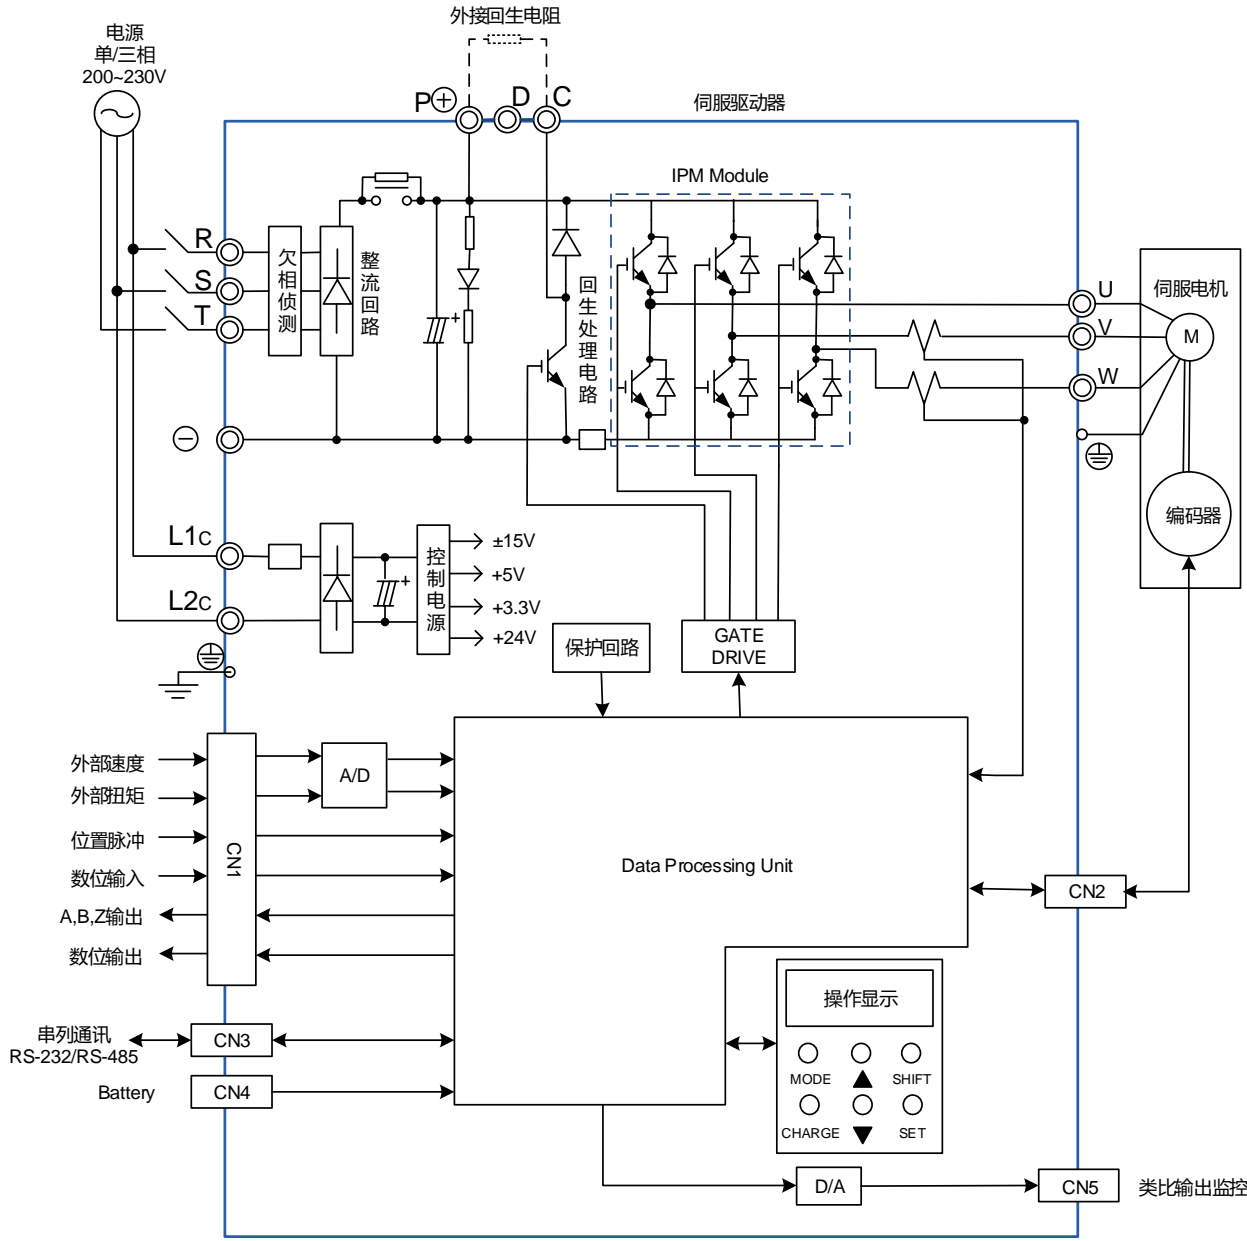 外接回生电阻
电源
单/三相
200~230V
P⊕
D
C
伺服驱动器
IPM Module
R
S
T
欠相侦测
整流回路
+
回生处理电路
U
V
W
伺服电机
M
编码器
⊖
L1C
L2C
+
控制电源
±15V
+5V
+3.3V
+24V
保护回路
GATE
DRIVE
外部速度
外部扭矩
位置脉冲
数位输入
A,B,Z输出
数位输出
CN1
A/D
Data Processing Unit
CN2
串列通讯
RS-232/RS-485
CN3
Battery
CN4
操作显示
MODE
▲
SHIFT
CHARGE
▼
SET
D/A
CN5
类比输出监控